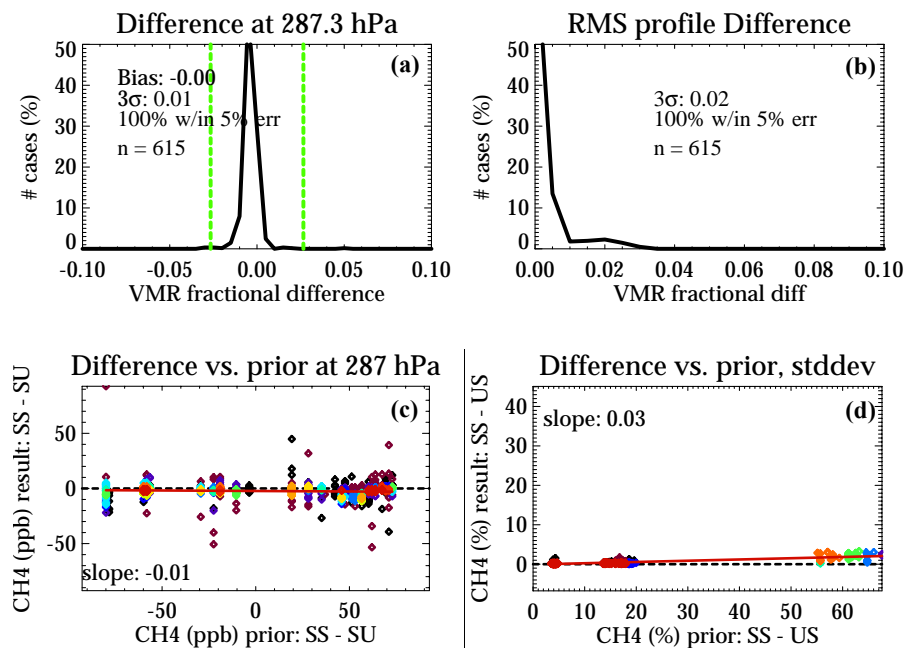 Difference at 287.3 hPa
50
40
30
20
10
0
# cases (%)
(a)
Bias: -0.00
3σ: 0.01
100% w/in 5% err
n = 615
-0.10
-0.05
0.00
0.05
0.10
VMR fractional difference
RMS profile Difference
50
40
30
20
10
0
# cases (%)
(b)
3σ: 0.02
100% w/in 5% err
n = 615
0.00
0.02
0.04
0.06
0.08
0.10
VMR fractional diff
Difference vs. prior at 287 hPa
CH4 (ppb) result: SS - SU
50
0
-50
(c)
slope: -0.01
-50
0
50
CH4 (ppb) prior: SS - SU
Difference vs. prior, stddev
CH4 (%) result: SS - US
40
30
20
10
0
(d)
slope: 0.03
0
10
20
30
40
50
60
CH4 (%) prior: SS - US